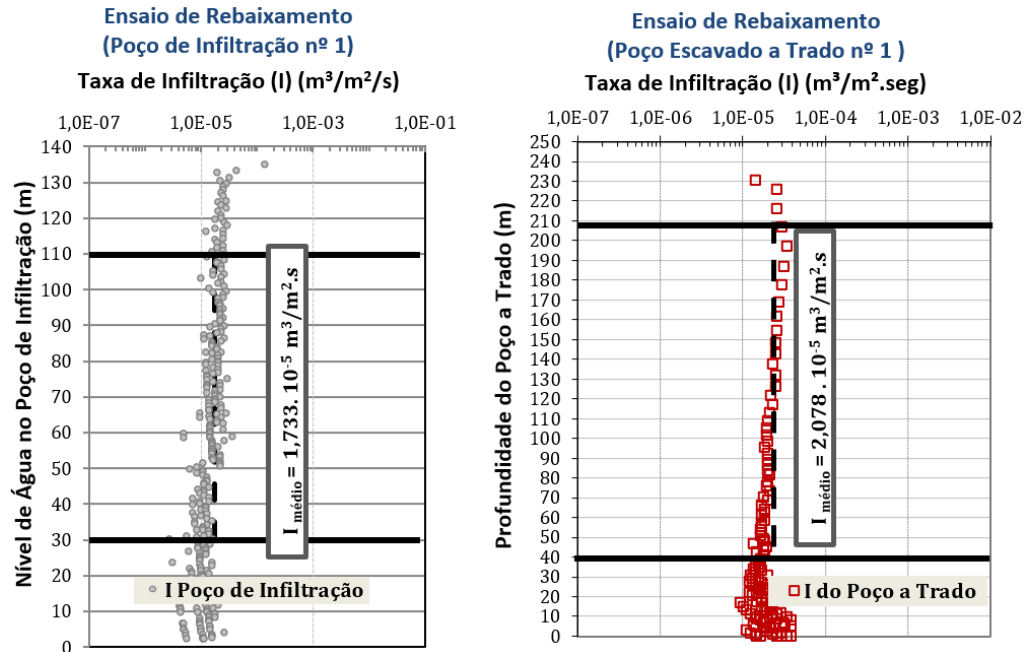 Ensaio de Rebaixamento
(Poço de Infiltração nº 1)
Taxa de Infiltração (I) (m³/m²/s)
1,0E-07 1,0E-05 1,0E-03 1,0E-01
Nível de Água no Poço de Infiltração (m)
140
130
120
110
100
90
80
70
60
50
40
30
20
10
0
I médio = 1,733. 10⁻⁵ m³/m².s
I Poço de Infiltração
Ensaio de Rebaixamento
(Poço Escavado a Trado nº 1 )
Taxa de Infiltração (I) (m³/m².seg)
1,0E-07 1,0E-06 1,0E-05 1,0E-04 1,0E-03 1,0E-02
Profundidade do Poço a Trado (m)
250
240
230
220
210
200
190
180
170
160
150
140
130
120
110
100
90
80
70
60
50
40
30
20
10
0
I médio = 2,078 . 10⁻⁵ m³/m².s
I do Poço a Trado